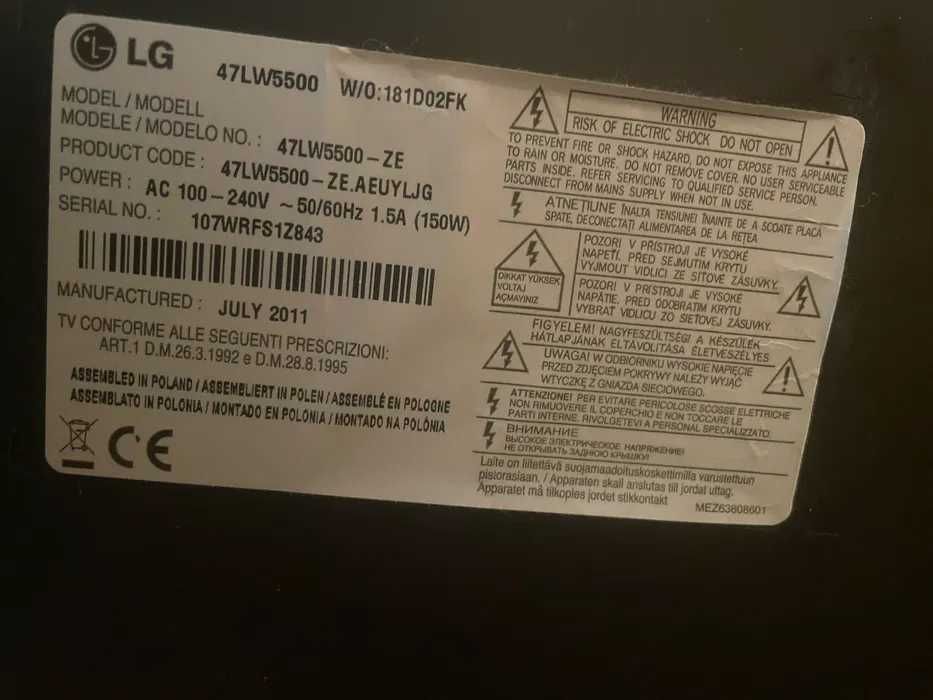 LG
47LW5500 W/O:181D02FK
MODEL / MODELL
MODELE / MODELO NO. : 47LW5500-ZE
PRODUCT CODE : 47LW5500-ZE.AEUYLJG
POWER : AC 100-240V ~50/60Hz 1.5A (150W)
SERIAL NO. : 107WRFS1Z843
MANUFACTURED : JULY 2011
TV CONFORME ALLE SEGUENTI PRESCRIZIONI:
ART.1 D.M.26.3.1992 e D.M.28.8.1995
ASSEMBLED IN POLAND / ASSEMBLIERT IN POLEN / ASSEMBLÉ EN POLOGNE
ASSEMBLATO IN POLONIA / MONTADO EN POLONIA / MONTADO NA POLÔNIA
CE
WARNING
RISK OF ELECTRIC SHOCK DO NOT OPEN
TO PREVENT FIRE OR SHOCK HAZARD, DO NOT EXPOSE THIS APPLIANCE
TO RAIN OR MOISTURE. DO NOT REMOVE COVER. NO USER SERVICEABLE
PARTS INSIDE. REFER SERVICING TO QUALIFIED SERVICE PERSON.
DISCONNECT FROM MAINS SUPPLY WHEN NOT IN USE.
ATNEȚIUNE ÎNALTA TENSIUNE! ÎNAINTE DE A SCOATE PLACA
SPATE, DECONECTAȚI ALIMENTAREA DE LA REȚEA
DIKKAT YÜKSEK
VOLTAJ
AÇMAYINIZ
POZOR! V PŘÍSTROJI JE VYSOKÉ
NAPĚTÍ. PŘED SEJMUTIM KRYTU
VYJMOUT VIDLICI ZE SÍTOVÉ ZÁSUVKY.
POZOR! V PRÍSTROJI JE VYSOKÉ
NAPÄTIE. PRED ODOBRATÍM KRYTU
VYBRAT VIDLICU ZO SIEŤOVEJ ZÁSUVKY.
FIGYELEM! NAGYFESZÜLTSÉG! A KÉSZÜLÉK
HÁTLAPJÁNAK ELTÁVOLÍTÁSA ÉLETVESZÉLYES
UWAGA! W ODBIORNIKU WYSOKIE NAPIĘCIE
PRZED ZDJĘCIEM POKRYWY NALEŻY WYJĄĆ
WTYCZKĘ Z GNIAZDA SIECIOWEGO.
ATTENZIONE! PER EVITARE PERICOLOSE SCOSSE ELETTRICHE
NON RIMUOVERE IL COPERCHIO E NON TOCCARE LE
PARTI INTERNE. RIVOLGETEVI A PERSONAL SPECIALIZZATO.
ВНИМАНИЕ
ВЫСОКОЕ ЭЛЕКТРИЧЕСКОЕ НАПРЯЖЕНИЕ!
НЕ ОТКРЫВАТЬ ЗАДНЮЮ КРЫШКУ!
Laite on liitettävä suojamaadoituskoskettimilla varustettuun
pistorasiaan. / Apparaten skall anslutas till jordat uttag.
Apparatet må tilkoples jordet stikkontakt
MEZ63808601